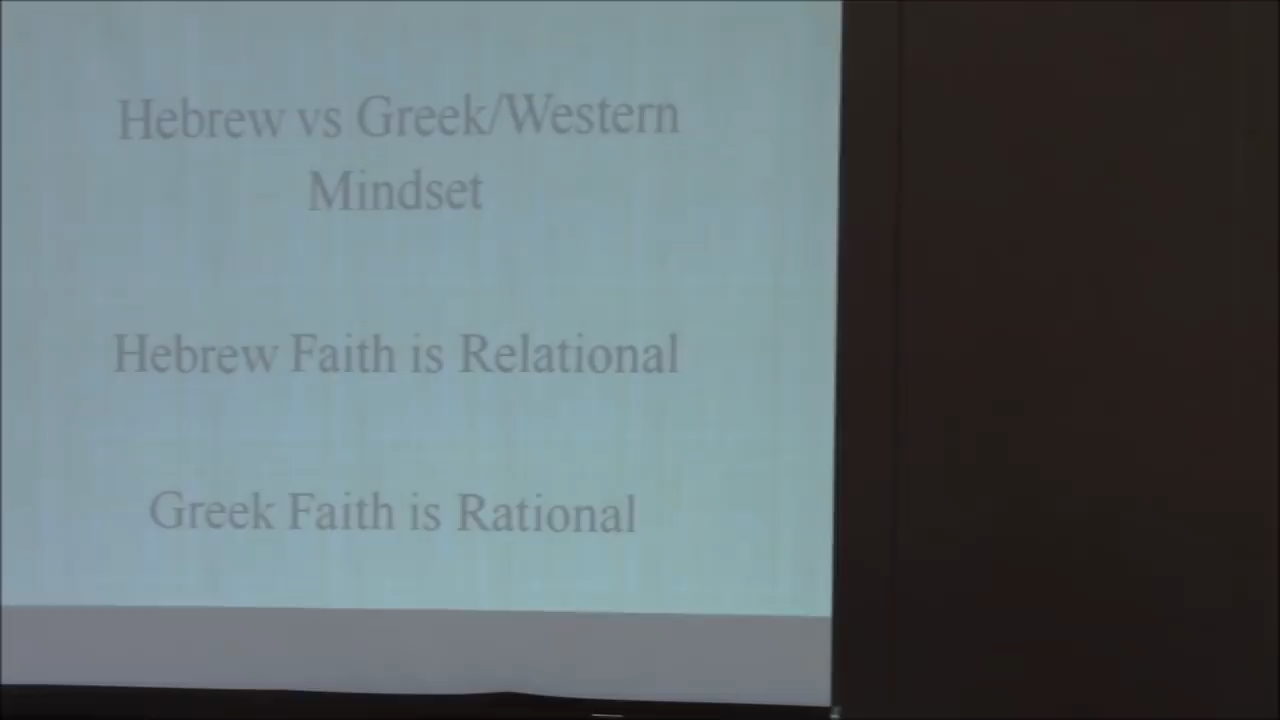 Hebrew vs Greek/Western
Mindset
Hebrew Faith is Relational
Greek Faith is Rational